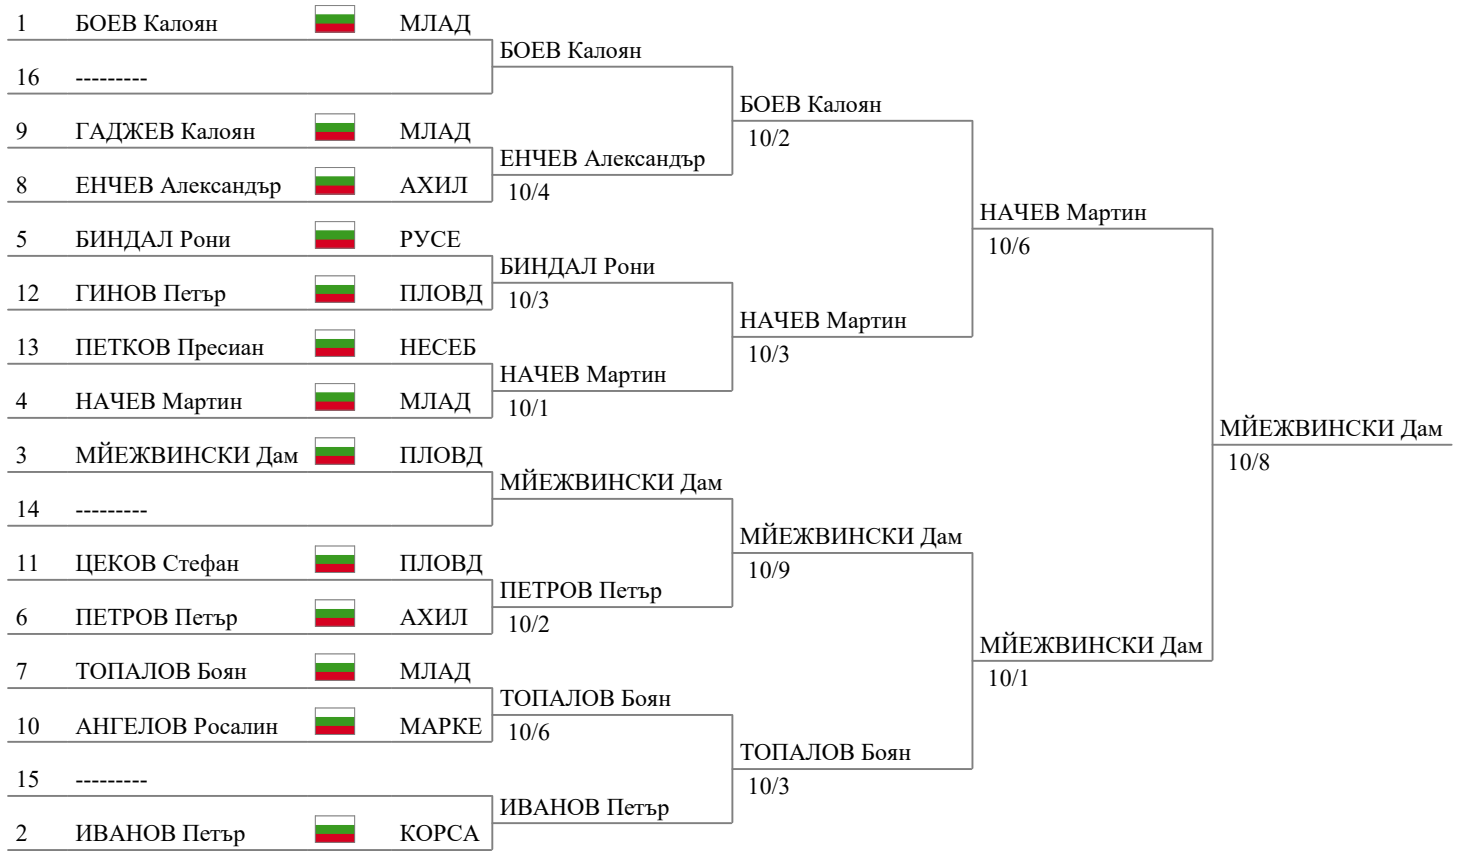 1 БОЕВ Калоян МЛАД
БОЕВ Калоян
16 ---------
БОЕВ Калоян
10/2
9 ГАДЖЕВ Калоян МЛАД
ЕНЧЕВ Александър
10/4
8 ЕНЧЕВ Александър АХИЛ
НАЧЕВ Мартин
10/6
5 БИНДАЛ Рони РУСЕ
БИНДАЛ Рони
10/3
12 ГИНОВ Петър ПЛОВД
НАЧЕВ Мартин
10/3
13 ПЕТКОВ Пресиан НЕСЕБ
НАЧЕВ Мартин
10/1
4 НАЧЕВ Мартин МЛАД
МЙЕЖВИНСКИ Дам
10/8
3 МЙЕЖВИНСКИ Дам ПЛОВД
МЙЕЖВИНСКИ Дам
14 ---------
МЙЕЖВИНСКИ Дам
10/9
11 ЦЕКОВ Стефан ПЛОВД
ПЕТРОВ Петър
10/2
6 ПЕТРОВ Петър АХИЛ
МЙЕЖВИНСКИ Дам
10/1
7 ТОПАЛОВ Боян МЛАД
ТОПАЛОВ Боян
10/6
10 АНГЕЛОВ Росалин МАРКЕ
ТОПАЛОВ Боян
10/3
15 ---------
ИВАНОВ Петър
2 ИВАНОВ Петър КОРСА